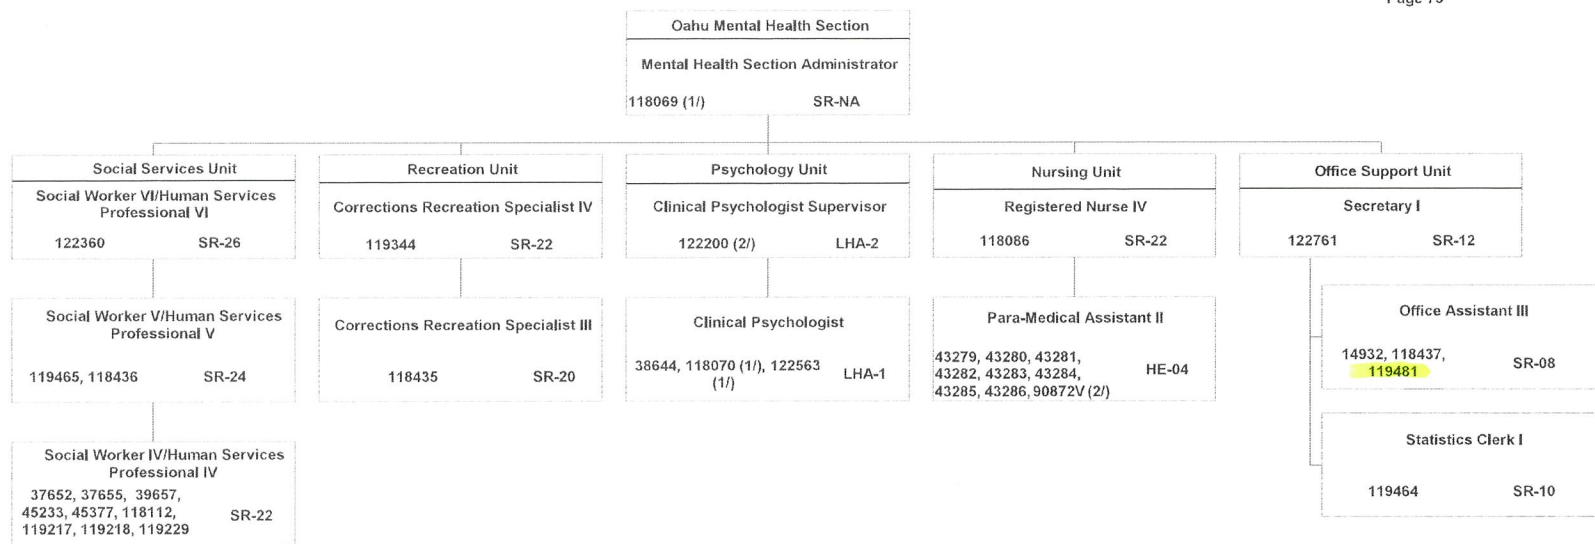 Oahu Mental Health Section
Mental Health Section Administrator
118069 (1/) SR-NA
Social Services Unit
Social Worker VI/Human Services
Professional VI
122360 SR-26
Social Worker V/Human Services
Professional V
119465, 118436 SR-24
Social Worker IV/Human Services
Professional IV
37652, 37655, 39657,
45233, 45377, 118112, SR-22
119217, 119218, 119229
Recreation Unit
Corrections Recreation Specialist IV
119344 SR-22
Corrections Recreation Specialist III
118435 SR-20
Psychology Unit
Clinical Psychologist Supervisor
122200 (2/) LHA-2
Clinical Psychologist
38644, 118070 (1/), 122563 LHA-1
(1/)
Nursing Unit
Registered Nurse IV
118086 SR-22
Para-Medical Assistant II
43279, 43280, 43281,
43282, 43283, 43284, HE-04
43285, 43286, 90872V (2/)
Office Support Unit
Secretary I
122761 SR-12
Office Assistant III
14932, 118437, SR-08
119481
Statistics Clerk I
119464 SR-10